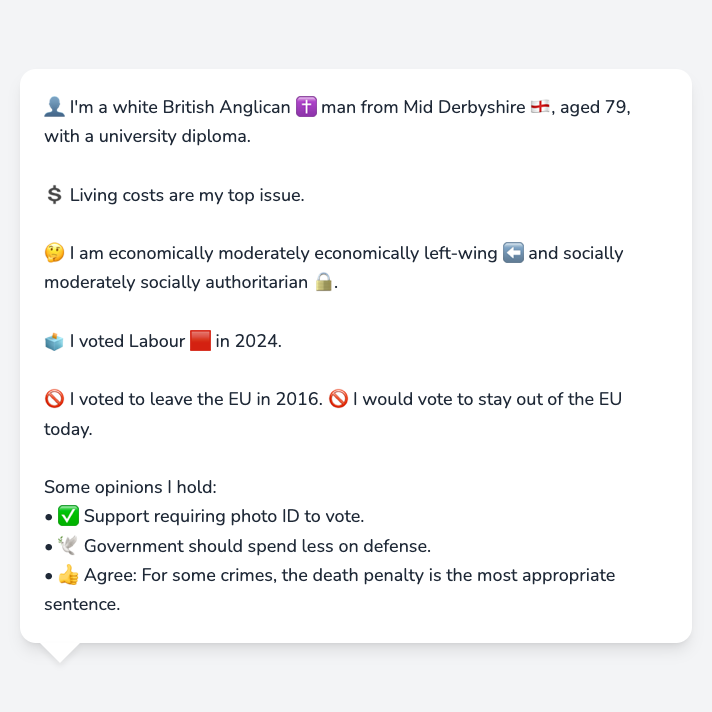 👤 I'm a white British Anglican ✝️ man from Mid Derbyshire 🏴󠁧󠁢󠁥󠁮󠁧󠁿, aged 79,
with a university diploma.
💲 Living costs are my top issue.
🤔 I am economically moderately economically left-wing ⬅️ and socially
moderately socially authoritarian 🔒.
🗳️ I voted Labour 🟥 in 2024.
🚫 I voted to leave the EU in 2016. 🚫 I would vote to stay out of the EU
today.
Some opinions I hold:
• ✅ Support requiring photo ID to vote.
• 🕊️ Government should spend less on defense.
• 👍 Agree: For some crimes, the death penalty is the most appropriate
sentence.